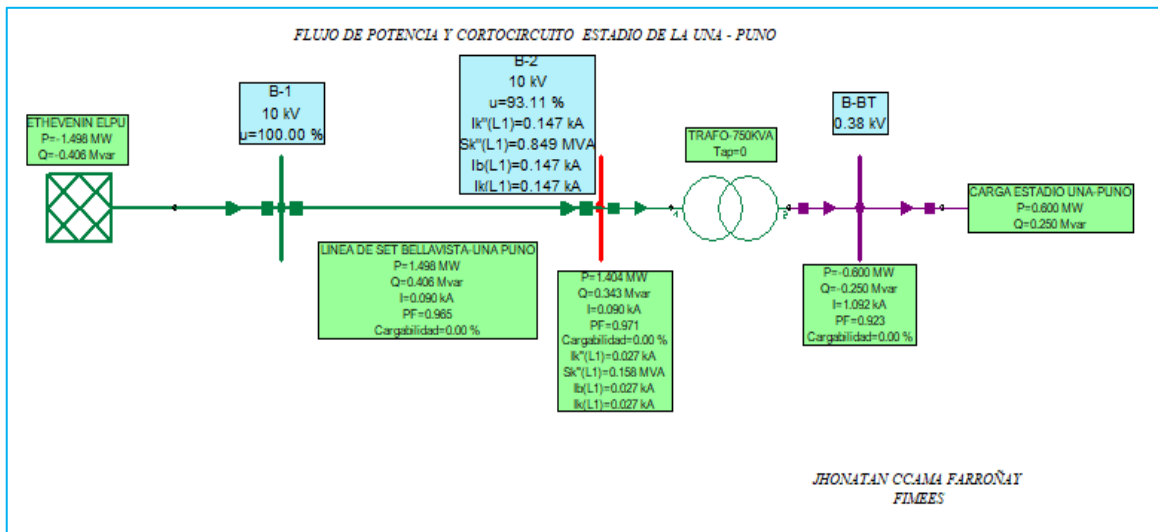 FLUJO DE POTENCIA Y CORTOCIRCUITO ESTADIO DE LA UNA - PUNO
ETHEVENIN ELPU
P=-1.498 MW
Q=-0.406 Mvar
B-1
10 kV
u=100.00 %
B-2
10 kV
u=93.11 %
Ik"(L1)=0.147 kA
Sk"(L1)=0.849 MVA
Ib(L1)=0.147 kA
Ik(L1)=0.147 kA
TRAFO-750KVA
Tap=0
B-BT
0.38 kV
CARGA ESTADIO UNA-PUNO
P=0.600 MW
Q=0.250 Mvar
1
2
LINEA DE SET BELLAVISTA-UNA PUNO
P=1.498 MW
Q=0.406 Mvar
I=0.090 kA
PF=0.965
Cargabilidad=0.00 %
P=1.404 MW
Q=0.343 Mvar
I=0.090 kA
PF=0.971
Cargabilidad=0.00 %
Ik"(L1)=0.027 kA
Sk"(L1)=0.158 MVA
Ib(L1)=0.027 kA
Ik(L1)=0.027 kA
P=-0.600 MW
Q=-0.250 Mvar
I=1.092 kA
PF=0.923
Cargabilidad=0.00 %
JHONATAN CCAMA FARROÑAY
FIMEES